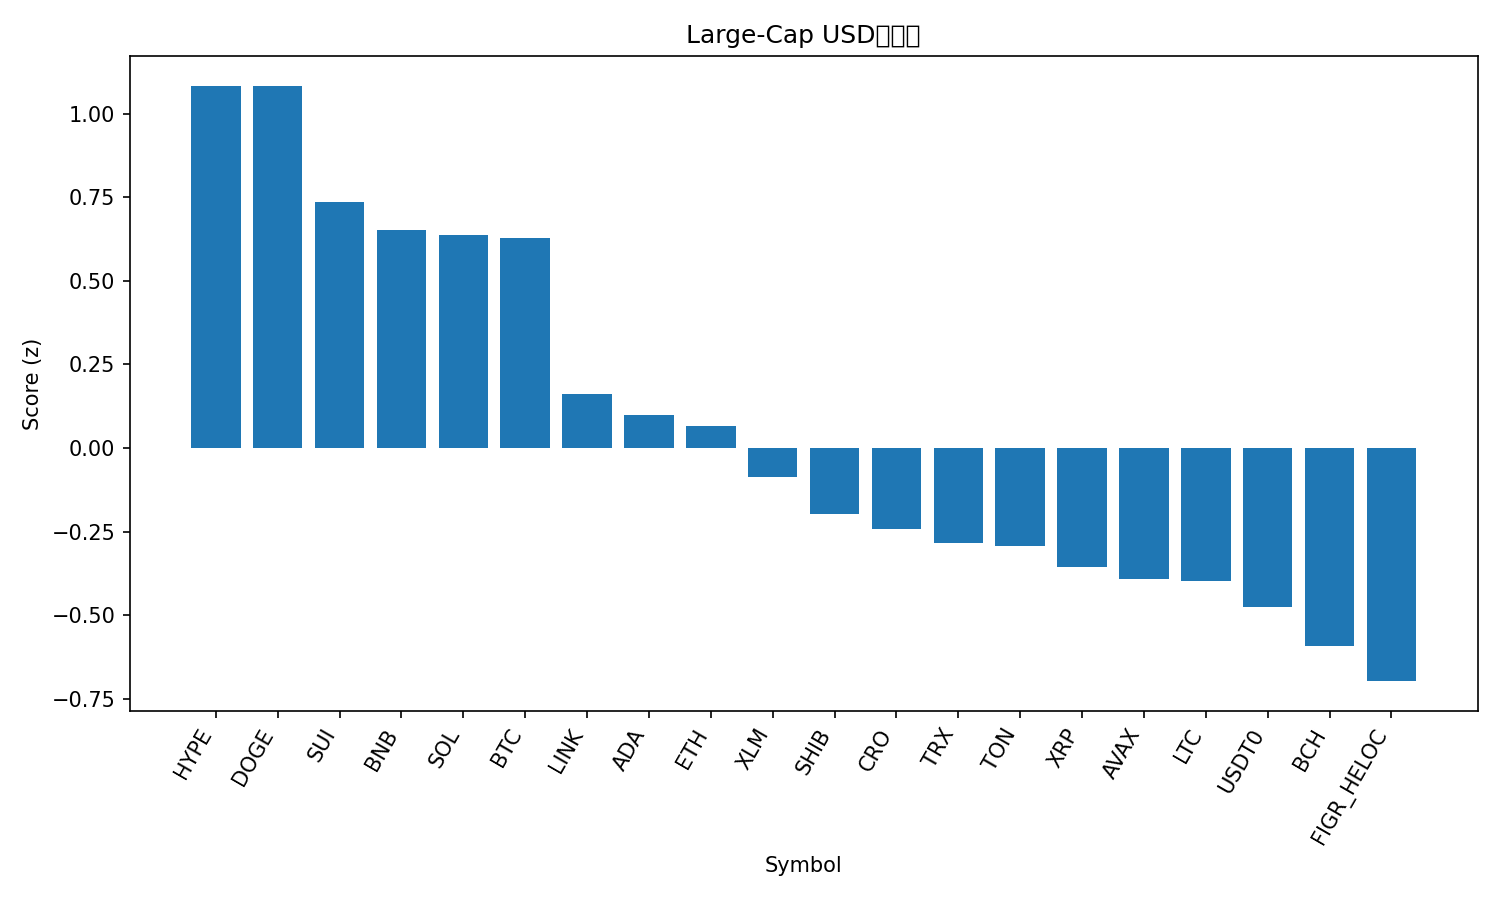 Large-Cap USD
1.00
0.75
0.50
0.25
0.00
−0.25
−0.50
−0.75
Score (z)
HYPE
DOGE
SUI
BNB
SOL
BTC
LINK
ADA
ETH
XLM
SHIB
CRO
TRX
TON
XRP
AVAX
LTC
USDT0
BCH
FIGR_HELOC
Symbol